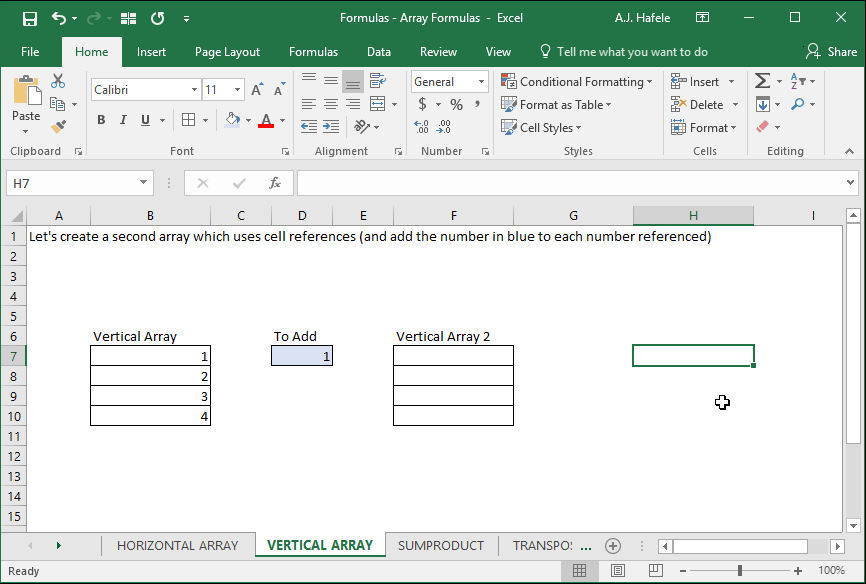 Formulas - Array Formulas - Excel
A.J. Hafele
File Home Insert Page Layout Formulas Data Review View Tell me what you want to do Share
Calibri 11 General Conditional Formatting Insert
Paste B I U A $ % , Format as Table Delete
.00 .0 Cell Styles Format
Clipboard Font Alignment Number Styles Cells Editing
H7 fx
A B C D E F G H I
1 Let's create a second array which uses cell references (and add the number in blue to each number referenced)
2
3
4
5
6 Vertical Array To Add Vertical Array 2
7 1 1
8 2
9 3
10 4
11
12
13
14
15
HORIZONTAL ARRAY VERTICAL ARRAY SUMPRODUCT TRANSPOS ...
Ready 100%